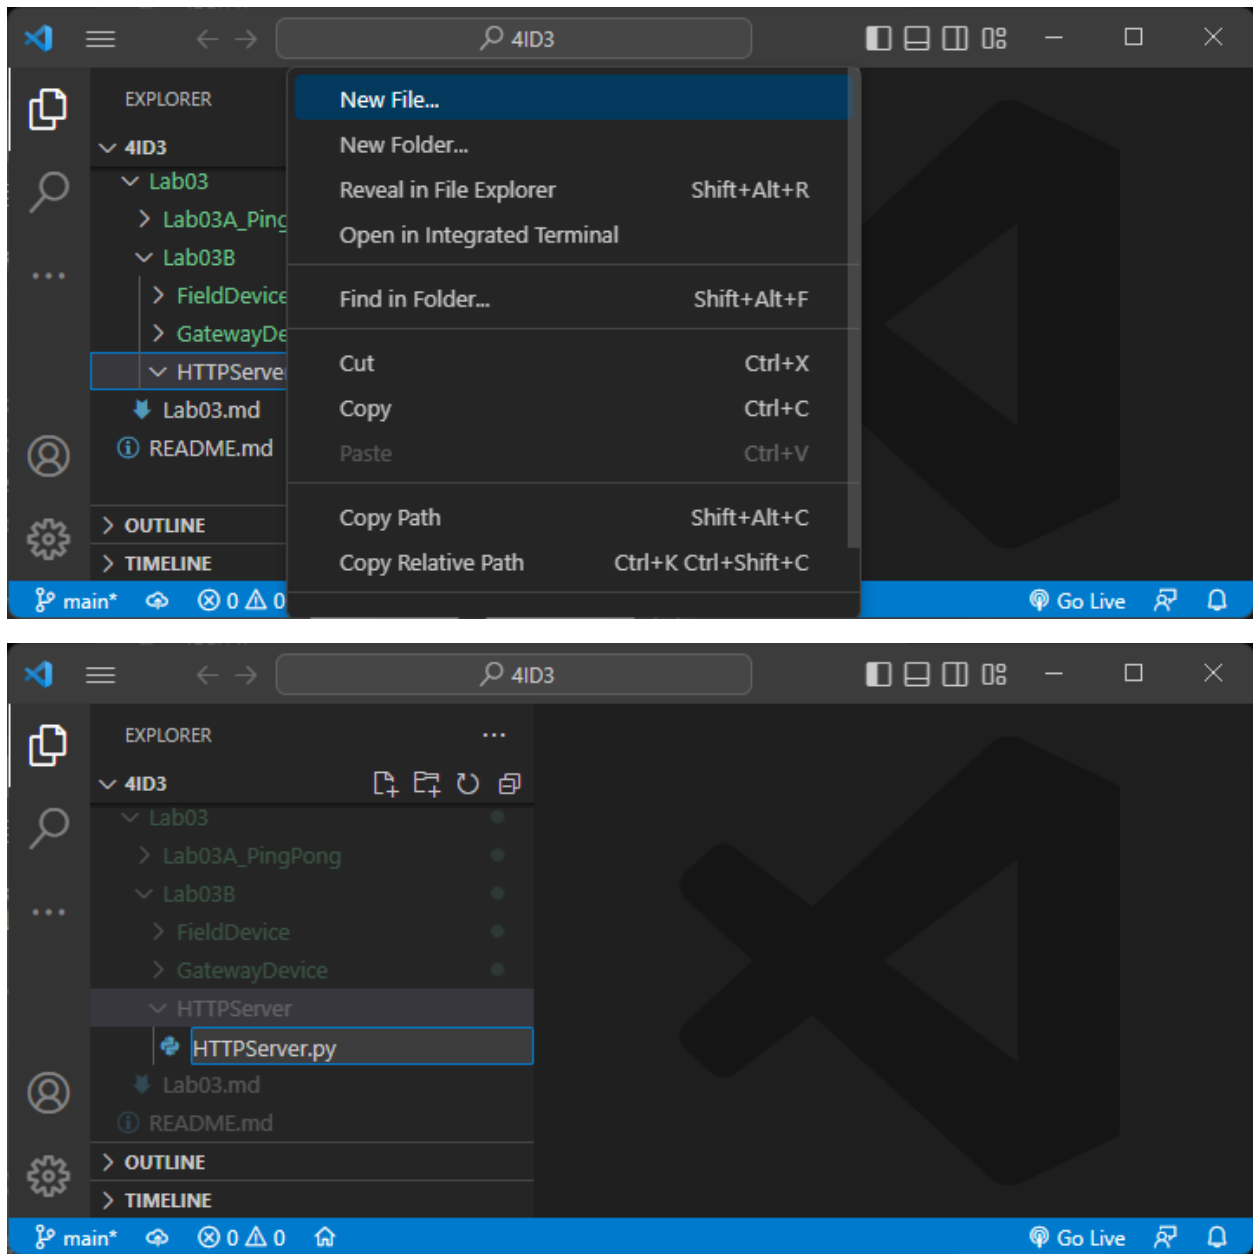 4ID3
EXPLORER
4ID3
Lab03
Lab03A_Ping
Lab03B
FieldDevice
GatewayDe
HTTPServe
Lab03.md
README.md
OUTLINE
TIMELINE
New File...
New Folder...
Reveal in File Explorer Shift+Alt+R
Open in Integrated Terminal
Find in Folder... Shift+Alt+F
Cut Ctrl+X
Copy Ctrl+C
Paste Ctrl+V
Copy Path Shift+Alt+C
Copy Relative Path Ctrl+K Ctrl+Shift+C
main* 0 0 Go Live
4ID3
EXPLORER
4ID3
Lab03
Lab03A_PingPong
Lab03B
FieldDevice
GatewayDevice
HTTPServer
HTTPServer.py
Lab03.md
README.md
OUTLINE
TIMELINE
main* 0 0 Go Live